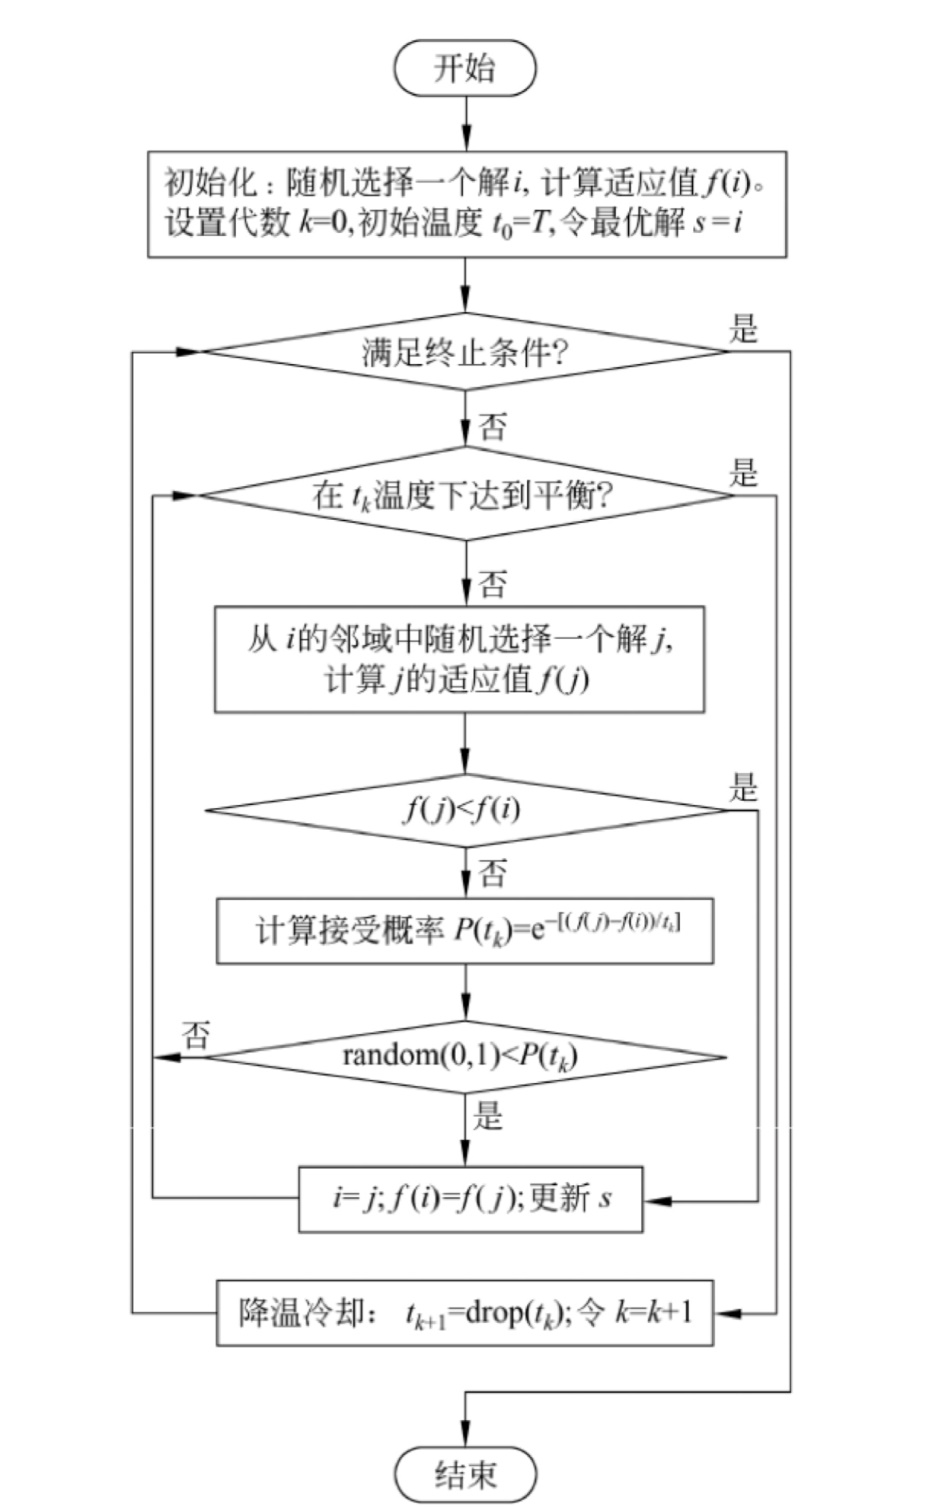 开始
初始化：随机选择一个解i, 计算适应值 f(i)。
设置代数 k=0,初始温度 t₀=T,令最优解 s=i
是
满足终止条件?
否
是
在 tₖ温度下达到平衡?
否
从 i的邻域中随机选择一个解 j,
计算 j的适应值 f(j)
是
f(j)<f(i)
否
计算接受概率 P(tₖ)=e^{-[(f(j)-f(i))/tₖ]}
否
random(0,1)<P(tₖ)
是
i=j; f(i)=f(j);更新 s
降温冷却： tₖ₊₁=drop(tₖ);令 k=k+1
结束